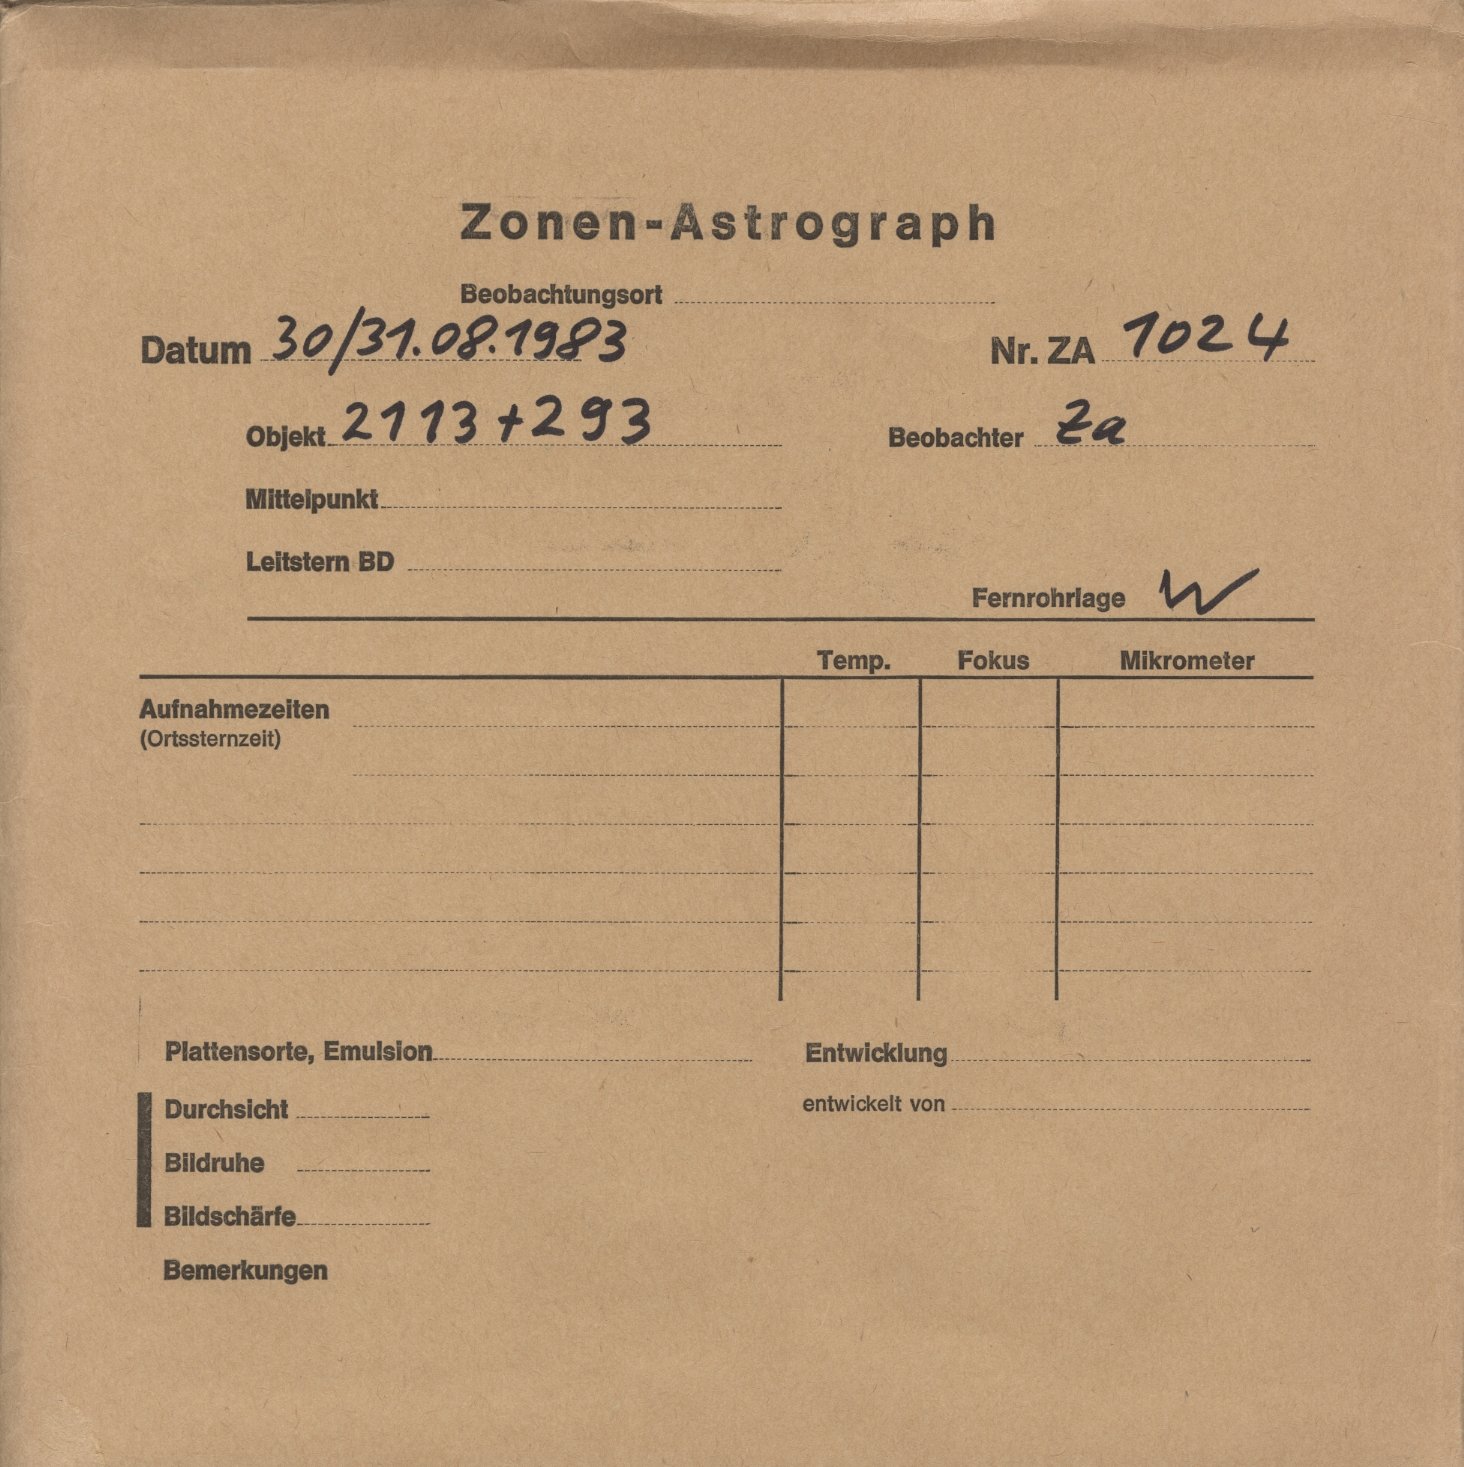 Zonen-Astrograph
Beobachtungsort
Datum 30/31.08.1983 Nr. ZA 1024
Objekt 2113+293 Beobachter Za
Mittelpunkt
Leitstern BD
Fernrohrlage W
Temp. Fokus Mikrometer
Aufnahmezeiten
(Ortssternzeit)
Plattensorte, Emulsion Entwicklung
Durchsicht entwickelt von
Bildruhe
Bildschärfe
Bemerkungen